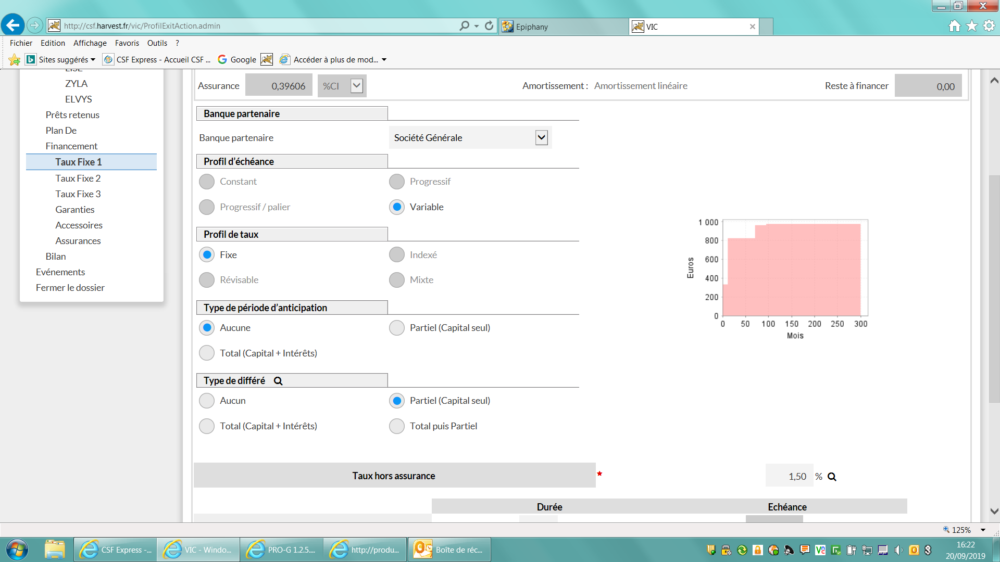 http://csf.harvest.fr/vic/ProfilExitAction.admin
Epiphany
VIC
Fichier Edition Affichage Favoris Outils ?
Sites suggérés CSF Express - Accueil CSF ... Google Accéder à plus de mod...
ZYLA
ELVYS
Prêts retenus
Plan De
Financement
Taux Fixe 1
Taux Fixe 2
Taux Fixe 3
Garanties
Accessoires
Assurances
Bilan
Evénements
Fermer le dossier
Assurance 0,39606 %CI Amortissement : Amortissement linéaire Reste à financer 0,00
Banque partenaire
Banque partenaire Société Générale
Profil d’échéance
Constant Progressif
Progressif / palier Variable
Profil de taux
Fixe Indexé
Révisable Mixte
Type de période d’anticipation
Aucune Partiel (Capital seul)
Total (Capital + Intérêts)
Type de différé
Aucun Partiel (Capital seul)
Total (Capital + Intérêts) Total puis Partiel
1 000
800
600
400
200
0
Euros
0 50 100 150 200 250 300
Mois
Taux hors assurance * 1,50 %
Durée Echéance
125%
CSF Express -... VIC - Windo... PRO-G 1.2.5.... http://produ... Boîte de réc...
16:22
20/09/2019